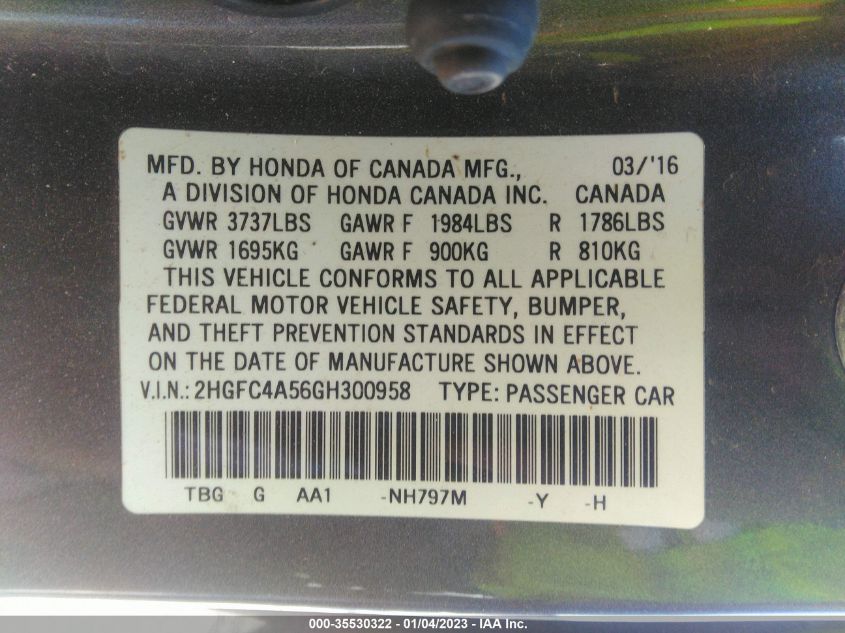 MFD. BY HONDA OF CANADA MFG., 03/'16
A DIVISION OF HONDA CANADA INC. CANADA
GVWR 3737LBS GAWR F 1984LBS R 1786LBS
GVWR 1695KG GAWR F 900KG R 810KG
THIS VEHICLE CONFORMS TO ALL APPLICABLE
FEDERAL MOTOR VEHICLE SAFETY, BUMPER,
AND THEFT PREVENTION STANDARDS IN EFFECT
ON THE DATE OF MANUFACTURE SHOWN ABOVE.
V.I.N.: 2HGFC4A56GH300958 TYPE: PASSENGER CAR
TBG G AA1 -NH797M -Y -H
000-35530322 - 01/04/2023 - IAA Inc.